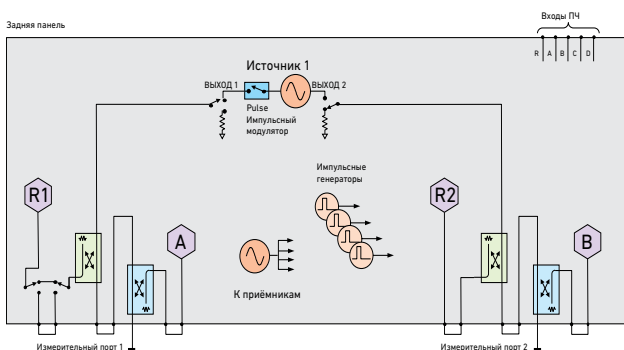 Задняя панель
Входы ПЧ
R A B C D
Источник 1
ВЫХОД 1
ВЫХОД 2
Pulse
Импульсный
модулятор
Импульсные
генераторы
R1
A
R2
B
К приёмникам
Измерительный порт 1
Измерительный порт 2